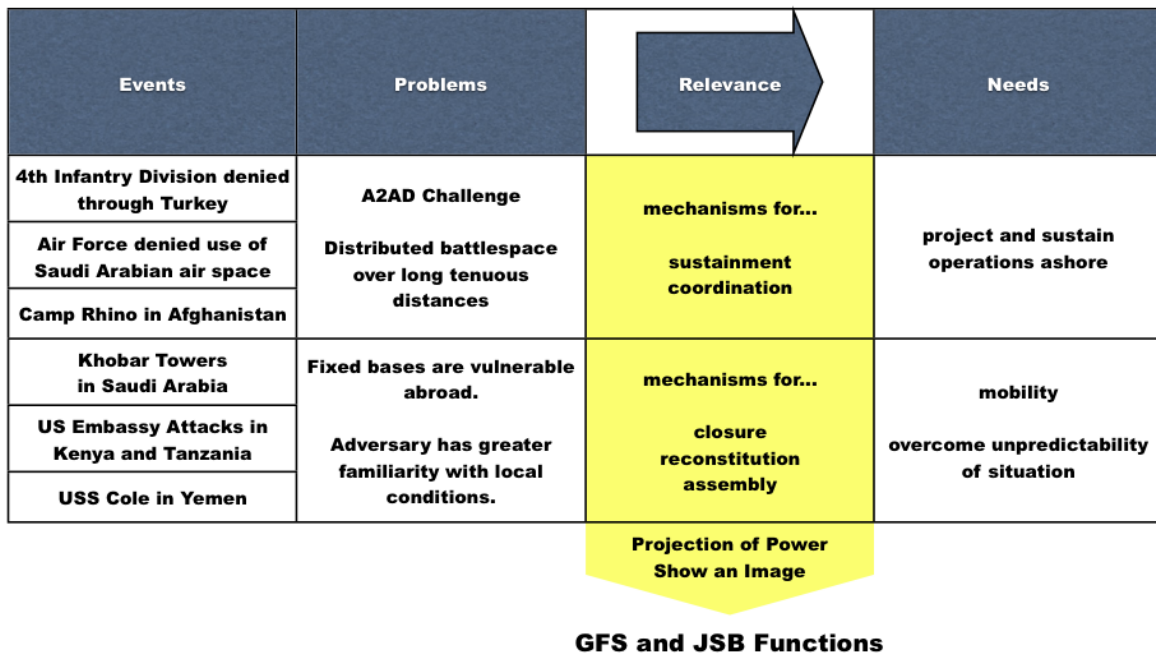 Events
Problems
Relevance
Needs
4th Infantry Division denied
through Turkey
Air Force denied use of
Saudi Arabian air space
Camp Rhino in Afghanistan
A2AD Challenge
Distributed battlespace
over long tenuous
distances
mechanisms for...
sustainment
coordination
project and sustain
operations ashore
Khobar Towers
in Saudi Arabia
US Embassy Attacks in
Kenya and Tanzania
USS Cole in Yemen
Fixed bases are vulnerable
abroad.
Adversary has greater
familiarity with local
conditions.
mechanisms for...
closure
reconstitution
assembly
mobility
overcome unpredictability
of situation
Projection of Power
Show an Image
GFS and JSB Functions